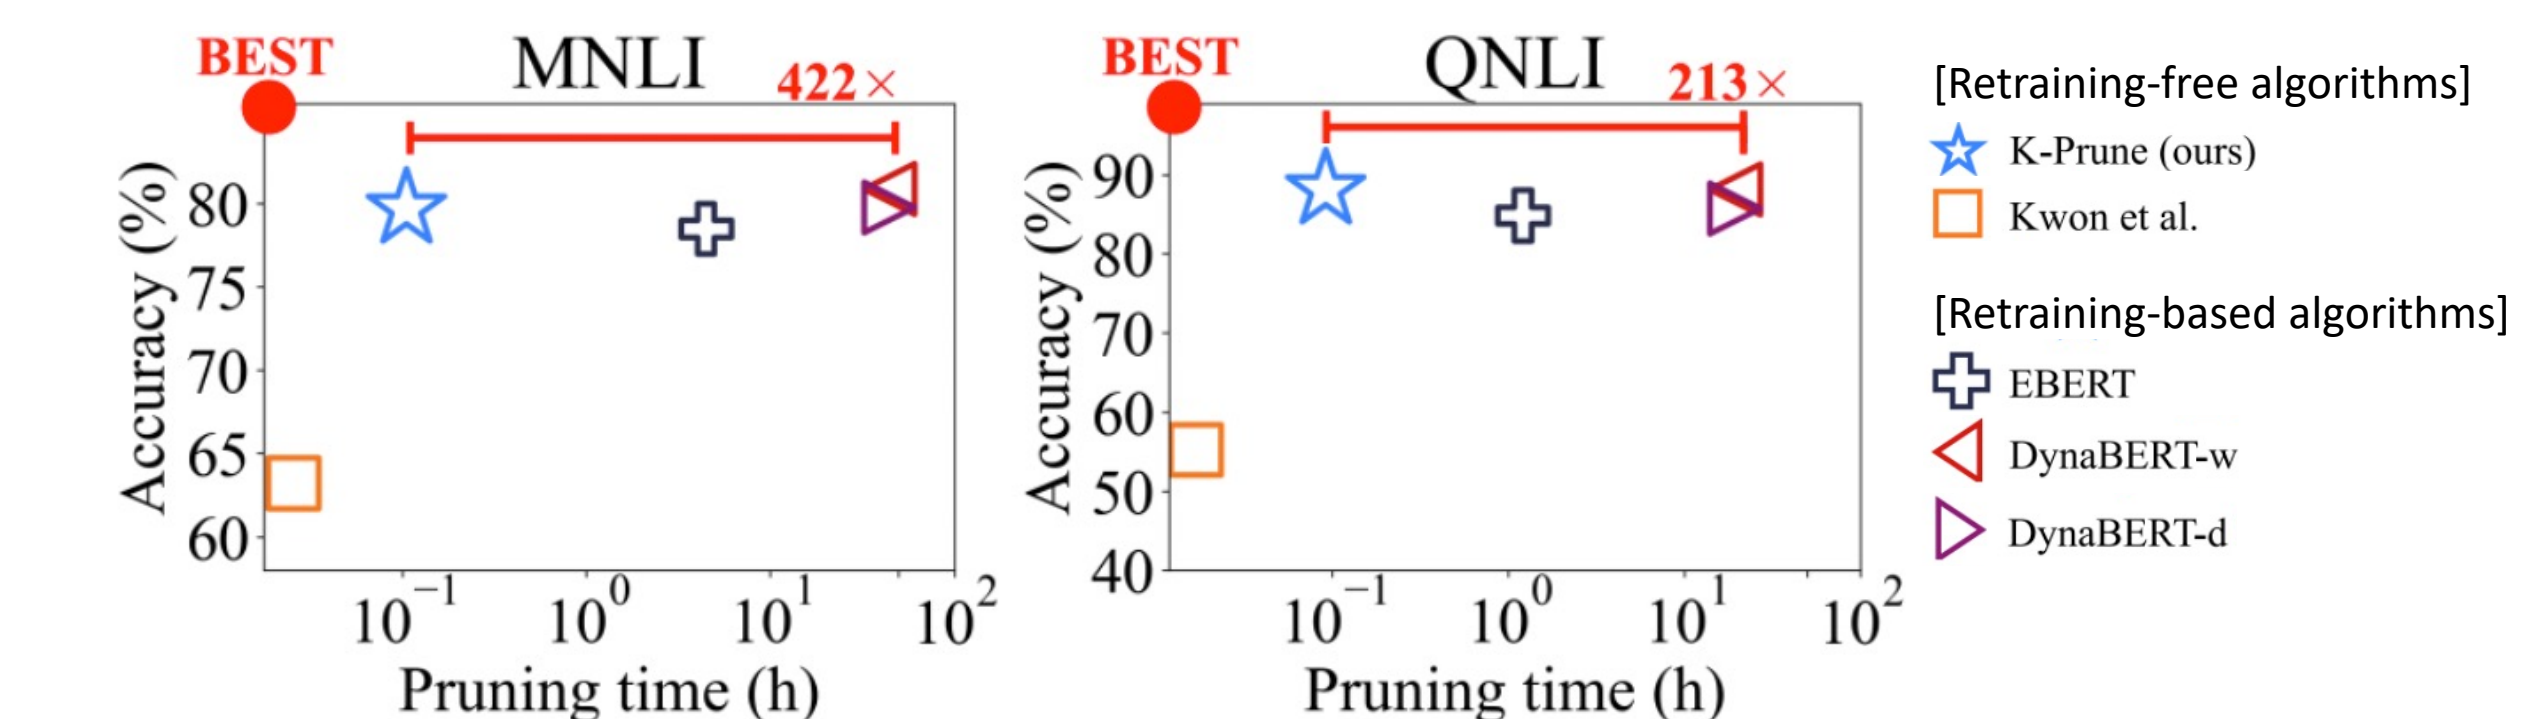 BEST
MNLI
422×
Accuracy (%)
80
75
70
65
60
10⁻¹
10⁰
10¹
10²
Pruning time (h)
BEST
QNLI
213×
Accuracy (%)
90
80
70
60
50
40
10⁻¹
10⁰
10¹
10²
Pruning time (h)
[Retraining-free algorithms]
K-Prune (ours)
Kwon et al.
[Retraining-based algorithms]
EBERT
DynaBERT-w
DynaBERT-d